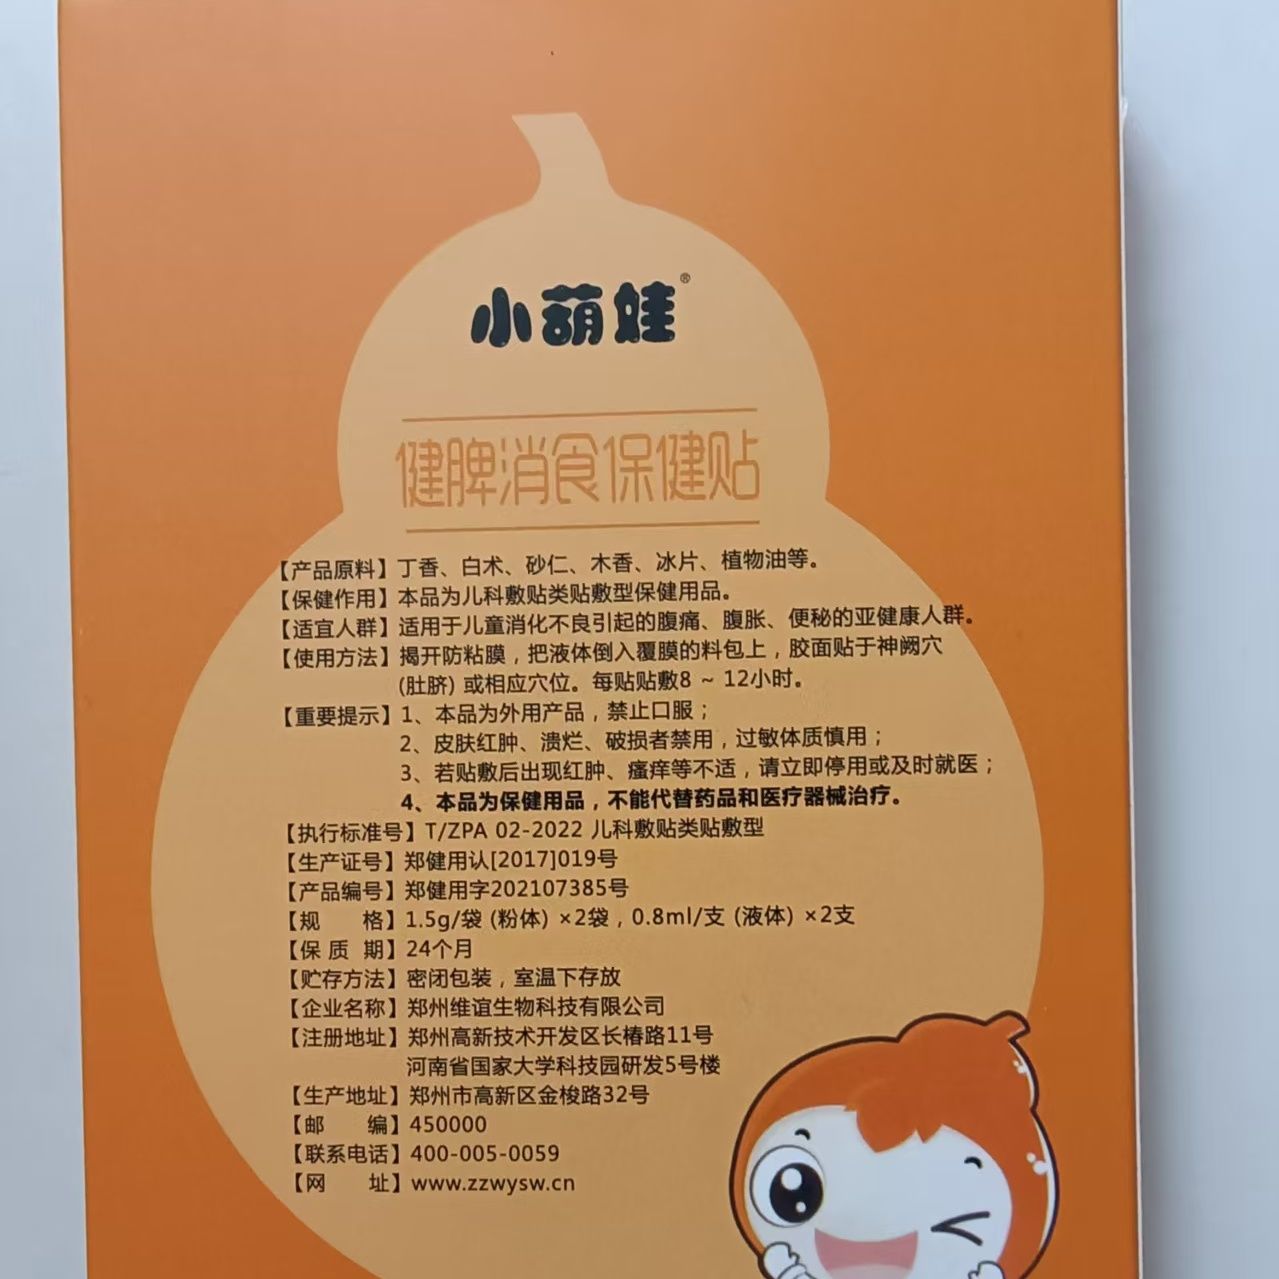 小葫娃®
健脾消食保健贴
【产品原料】丁香、白术、砂仁、木香、冰片、植物油等。
【保健作用】本品为儿科敷贴类贴敷型保健用品。
【适宜人群】适用于儿童消化不良引起的腹痛、腹胀、便秘的亚健康人群。
【使用方法】揭开防粘膜，把液体倒入覆膜的料包上，胶面贴于神阙穴
(肚脐) 或相应穴位。每贴贴敷8 ~ 12小时。
【重要提示】1、本品为外用产品，禁止口服；
2、皮肤红肿、溃烂、破损者禁用，过敏体质慎用；
3、若贴敷后出现红肿、瘙痒等不适，请立即停用或及时就医；
4、本品为保健用品，不能代替药品和医疗器械治疗。
【执行标准号】T/ZPA 02-2022 儿科敷贴类贴敷型
【生产证号】郑健用认[2017]019号
【产品编号】郑健用字202107385号
【规 格】1.5g/袋 (粉体) ×2袋，0.8ml/支 (液体) ×2支
【保 质 期】24个月
【贮存方法】密闭包装，室温下存放
【企业名称】郑州维谊生物科技有限公司
【注册地址】郑州高新技术开发区长椿路11号
河南省国家大学科技园研发5号楼
【生产地址】郑州市高新区金梭路32号
【邮 编】450000
【联系电话】400-005-0059
【网 址】www.zzwysw.cn